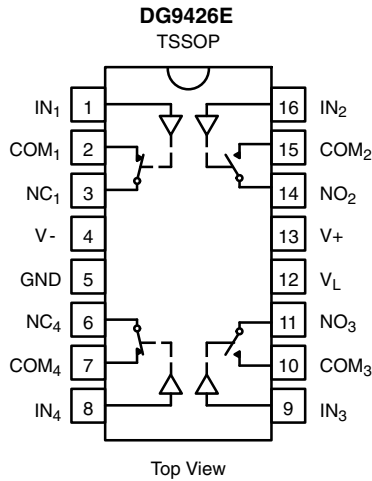 DG9426E
TSSOP
IN1 1 16 IN2
COM1 2 15 COM2
NC1 3 14 NO2
V- 4 13 V+
GND 5 12 VL
NC4 6 11 NO3
COM4 7 10 COM3
IN4 8 9 IN3
Top View